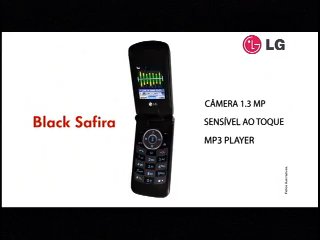 LG
CÂMERA 1.3 MP
Black Safira
SENSÍVEL AO TOQUE
MP3 PLAYER